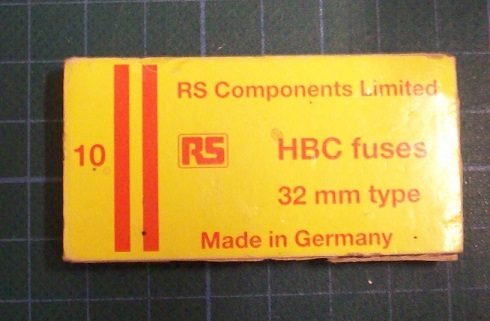 RS Components Limited
10
RS
HBC fuses
32 mm type
Made in Germany